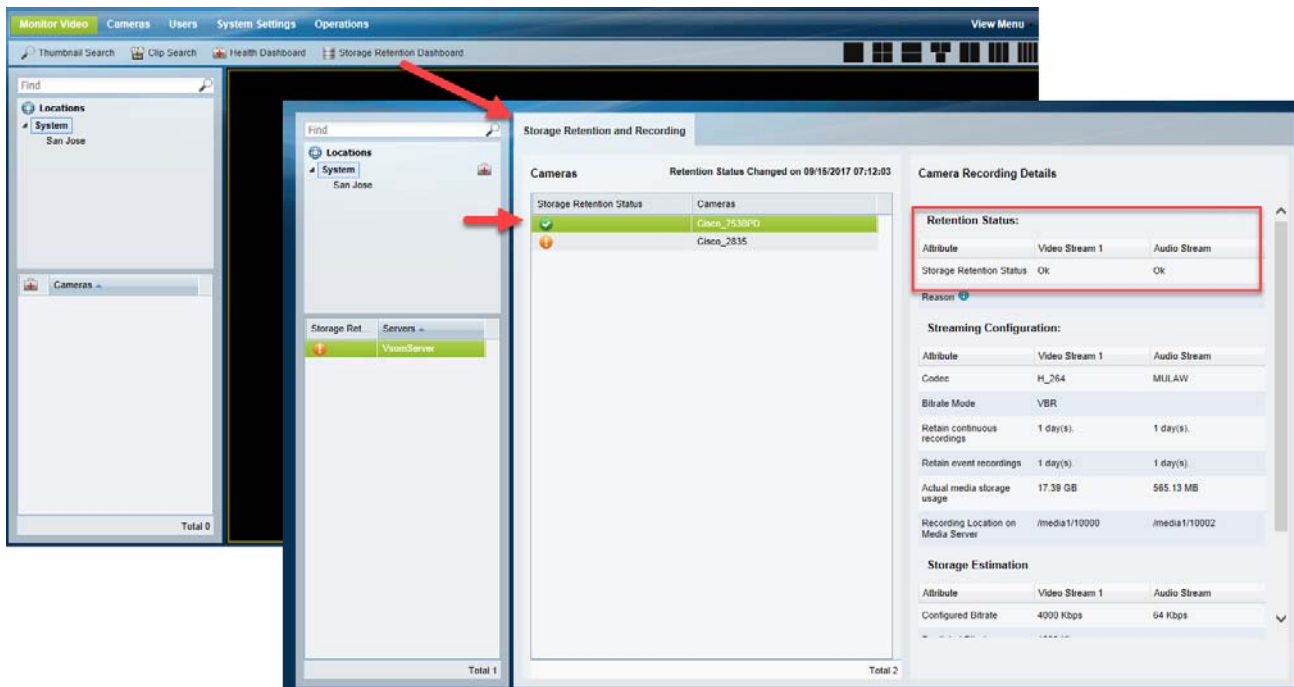 Monitor Video Cameras Users System Settings Operations View Menu
Thumbnail Search Clip Search Health Dashboard Storage Retention Dashboard
Find
Locations
System
San Jose
Cameras
Total 0
Find
Locations
System
San Jose
Storage Ret... Servers
VsomServer
Total 1
Storage Retention and Recording
Cameras Retention Status Changed on 09/15/2017 07:12:03
Storage Retention Status Cameras
Cisco_7530PD
Cisco_2835
Total 2
Camera Recording Details
Retention Status:
Attribute Video Stream 1 Audio Stream
Storage Retention Status Ok Ok
Reason
Streaming Configuration:
Attribute Video Stream 1 Audio Stream
Codec H_264 MULAW
Bitrate Mode VBR
Retain continuous recordings 1 day(s). 1 day(s).
Retain event recordings 1 day(s). 1 day(s).
Actual media storage usage 17.39 GB 565.13 MB
Recording Location on Media Server /media1/10000 /media1/10002
Storage Estimation
Attribute Video Stream 1 Audio Stream
Configured Bitrate 4000 Kbps 64 Kbps